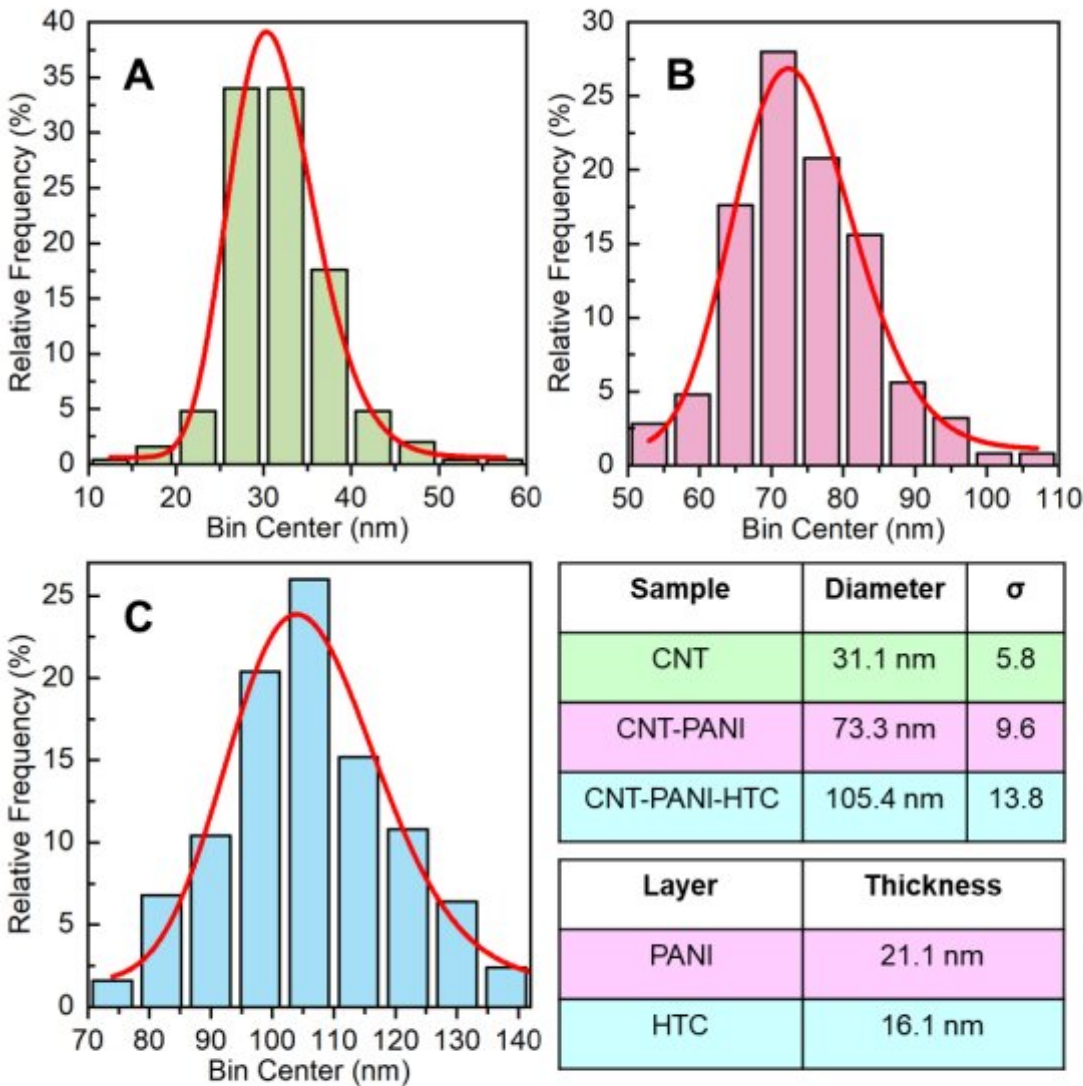 A
Relative Frequency (%)
40
35
30
25
20
15
10
5
0
10 20 30 40 50 60
Bin Center (nm)
B
Relative Frequency (%)
30
25
20
15
10
5
0
50 60 70 80 90 100 110
Bin Center (nm)
C
Relative Frequency (%)
25
20
15
10
5
0
70 80 90 100 110 120 130 140
Bin Center (nm)
Sample Diameter σ
CNT 31.1 nm 5.8
CNT-PANI 73.3 nm 9.6
CNT-PANI-HTC 105.4 nm 13.8
Layer Thickness
PANI 21.1 nm
HTC 16.1 nm